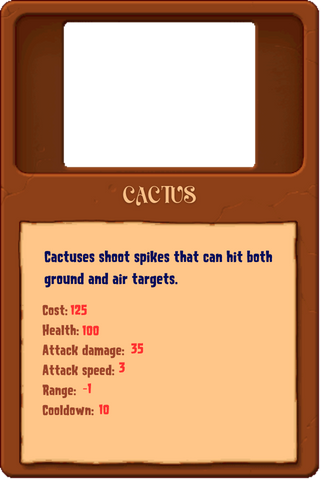 CACTUS
Cactuses shoot spikes that can hit both
ground and air targets.
Cost: 125
Health: 100
Attack damage: 35
Attack speed: 3
Range: -1
Cooldown: 10